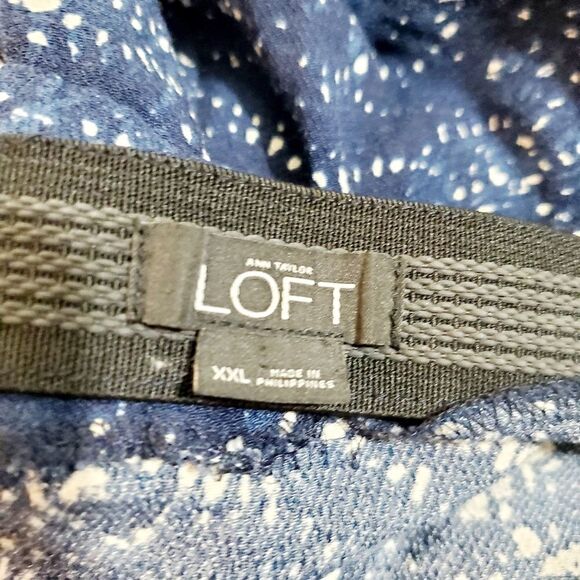 ANN TAYLOR
LOFT
XXL
MADE IN
PHILIPPINES